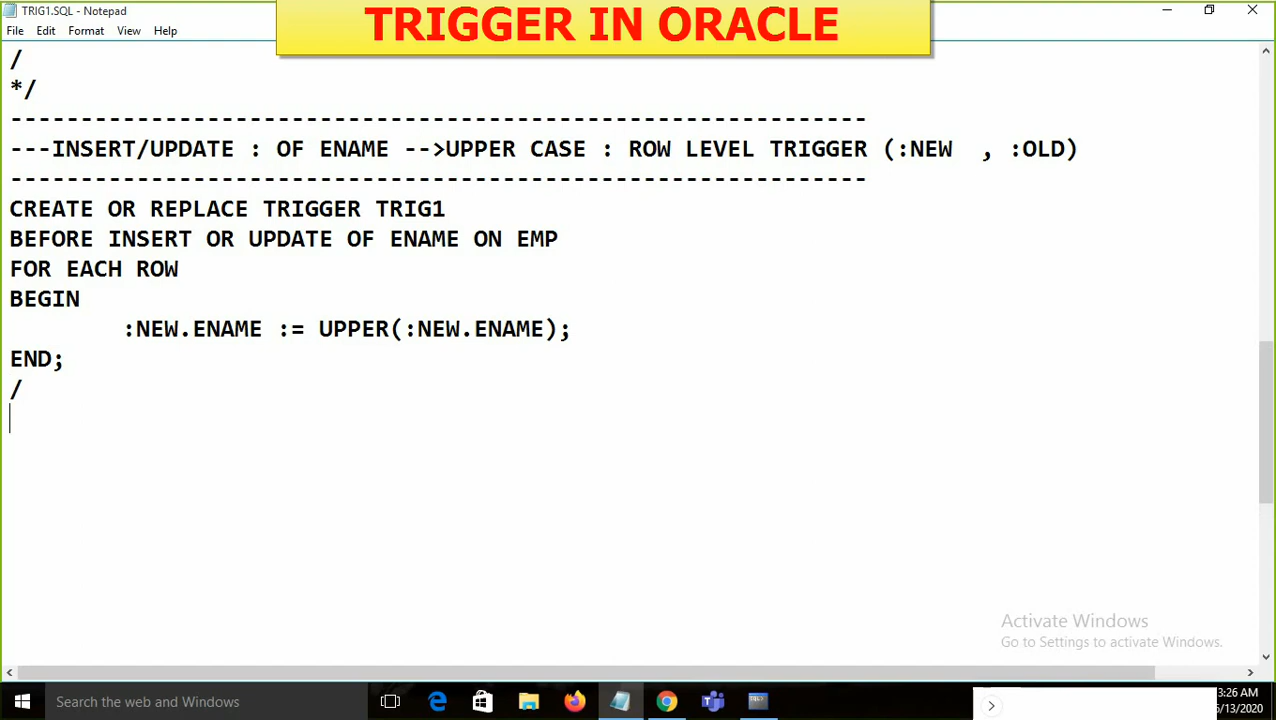 TRIG1.SQL - Notepad
TRIGGER IN ORACLE
File Edit Format View Help
/
*/
-------------------------------------------------------------
---INSERT/UPDATE : OF ENAME -->UPPER CASE : ROW LEVEL TRIGGER (:NEW  , :OLD)
-------------------------------------------------------------
CREATE OR REPLACE TRIGGER TRIG1
BEFORE INSERT OR UPDATE OF ENAME ON EMP
FOR EACH ROW
BEGIN
        :NEW.ENAME := UPPER(:NEW.ENAME);
END;
/
Activate Windows
Go to Settings to activate Windows.
Search the web and Windows
3:26 AM
/13/2020